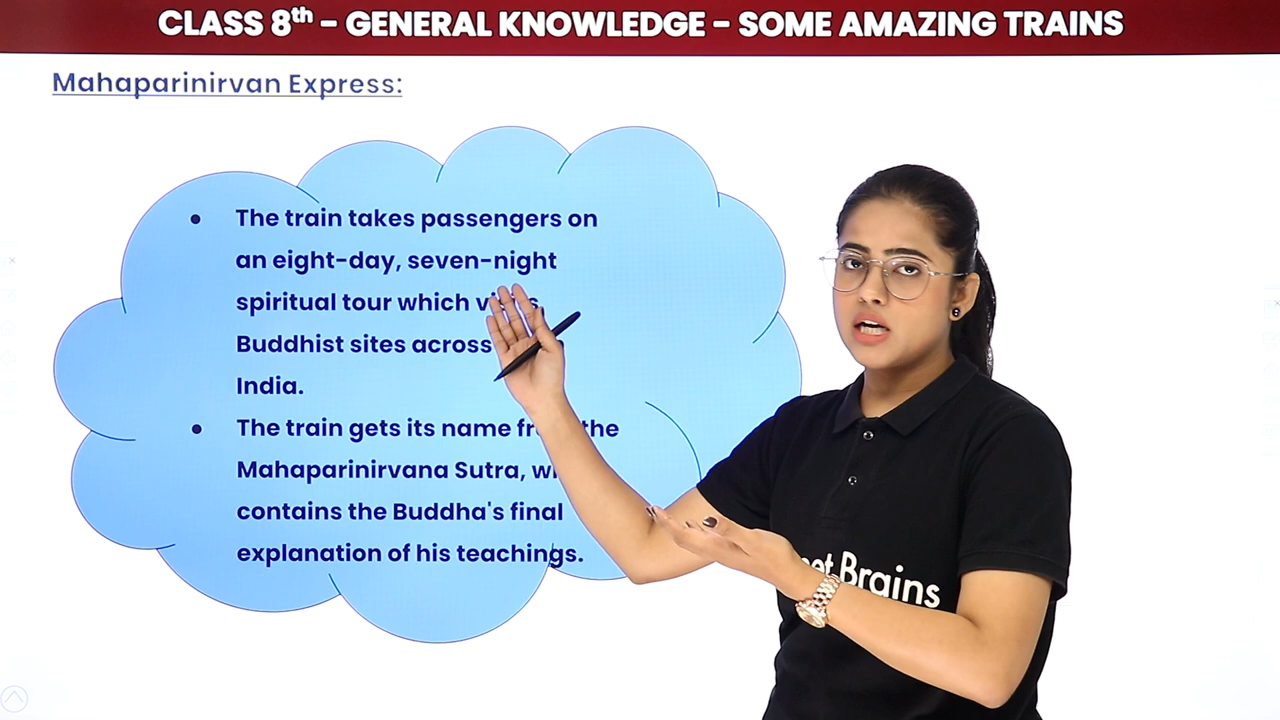 CLASS 8th – GENERAL KNOWLEDGE – SOME AMAZING TRAINS
Mahaparinirvan Express:
• The train takes passengers on
an eight-day, seven-night
spiritual tour which
Buddhist sites across
India.
• The train gets its name the
Mahaparinirvana Sutra,
contains the Buddha's final
explanation of his teachings.
Brains